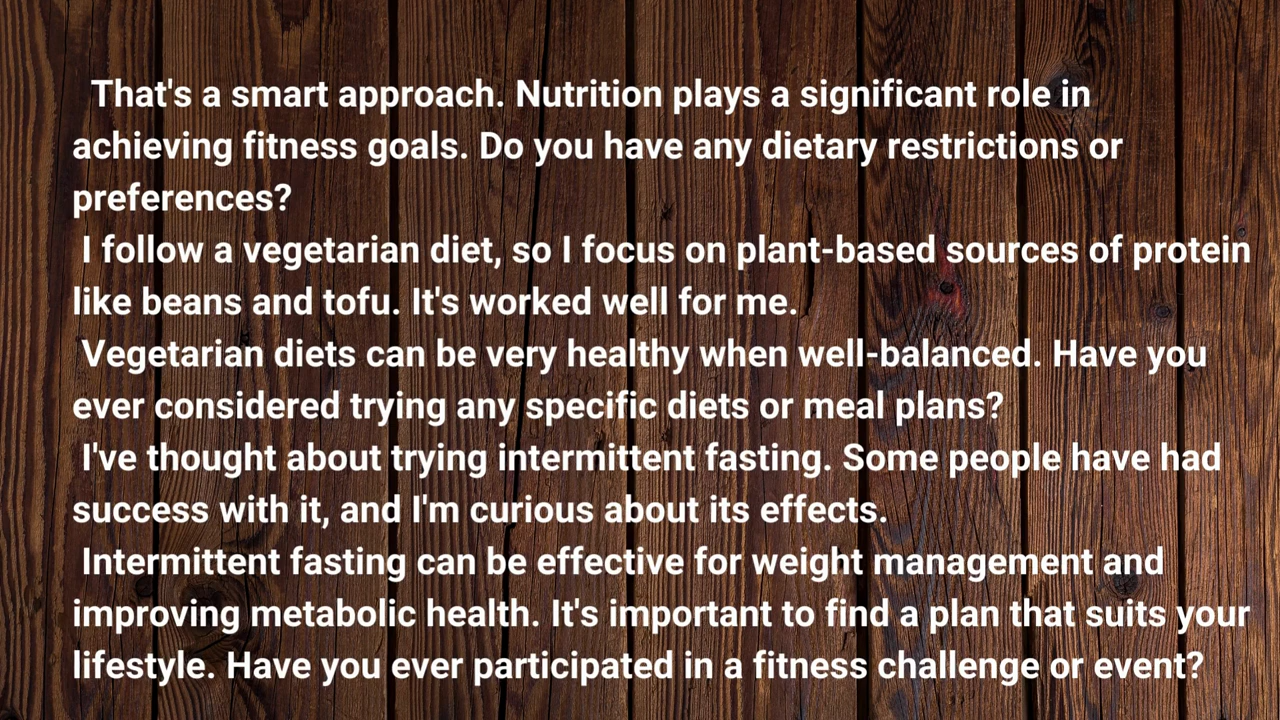 That's a smart approach. Nutrition plays a significant role in
achieving fitness goals. Do you have any dietary restrictions or
preferences?
I follow a vegetarian diet, so I focus on plant-based sources of protein
like beans and tofu. It's worked well for me.
Vegetarian diets can be very healthy when well-balanced. Have you
ever considered trying any specific diets or meal plans?
I've thought about trying intermittent fasting. Some people have had
success with it, and I'm curious about its effects.
Intermittent fasting can be effective for weight management and
improving metabolic health. It's important to find a plan that suits your
lifestyle. Have you ever participated in a fitness challenge or event?